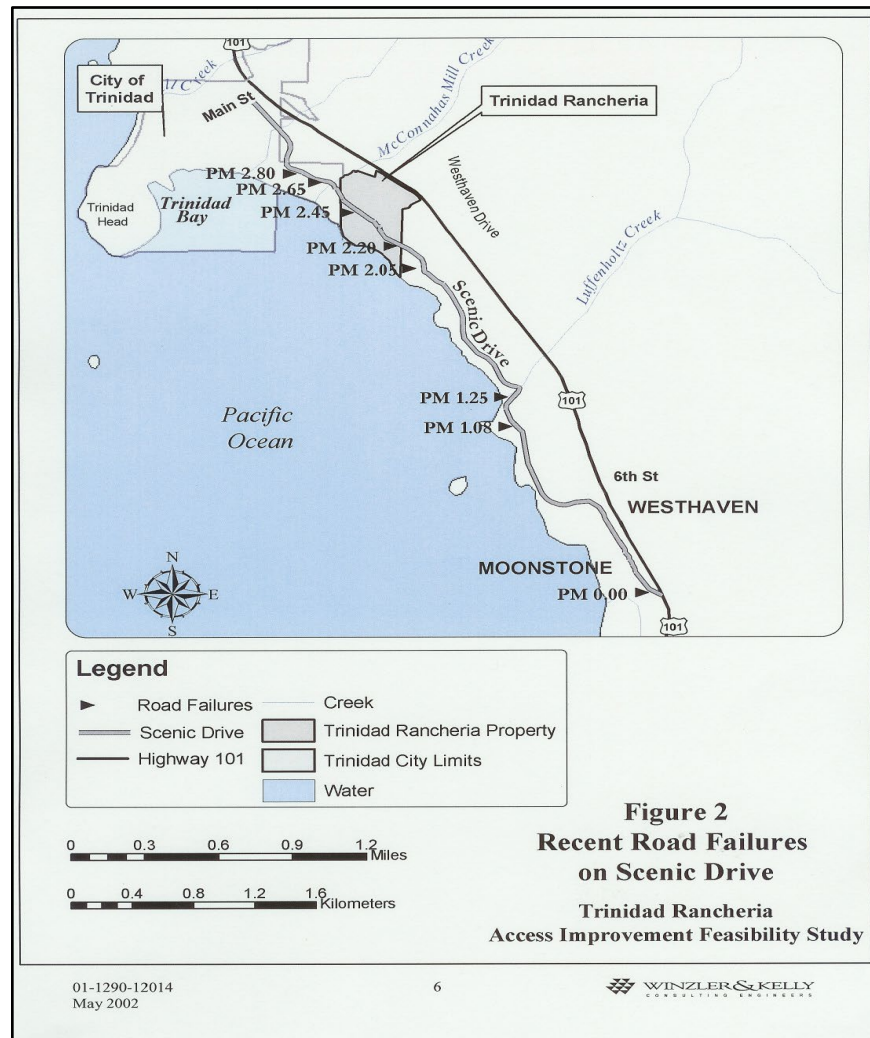 101
City of
Trinidad
Creek
Main St
McConnahas Mill Creek
Trinidad Rancheria
Westhaven Drive
PM 2.80
PM 2.65
Trinidad
Head
Trinidad
Bay
PM 2.45
PM 2.20
PM 2.05
Luffenholtz Creek
Scenic Drive
PM 1.25
101
PM 1.08
Pacific
Ocean
6th St
WESTHAVEN
MOONSTONE
PM 0.00
N
W
E
S
101
Legend
Road Failures
Creek
Scenic Drive
Trinidad Rancheria Property
Highway 101
Trinidad City Limits
Water
0 0.3 0.6 0.9 1.2
Miles
0 0.4 0.8 1.2 1.6
Kilometers
Figure 2
Recent Road Failures
on Scenic Drive
Trinidad Rancheria
Access Improvement Feasibility Study
01-1290-12014
May 2002
6
WINZLER & KELLY
CONSULTING ENGINEERS